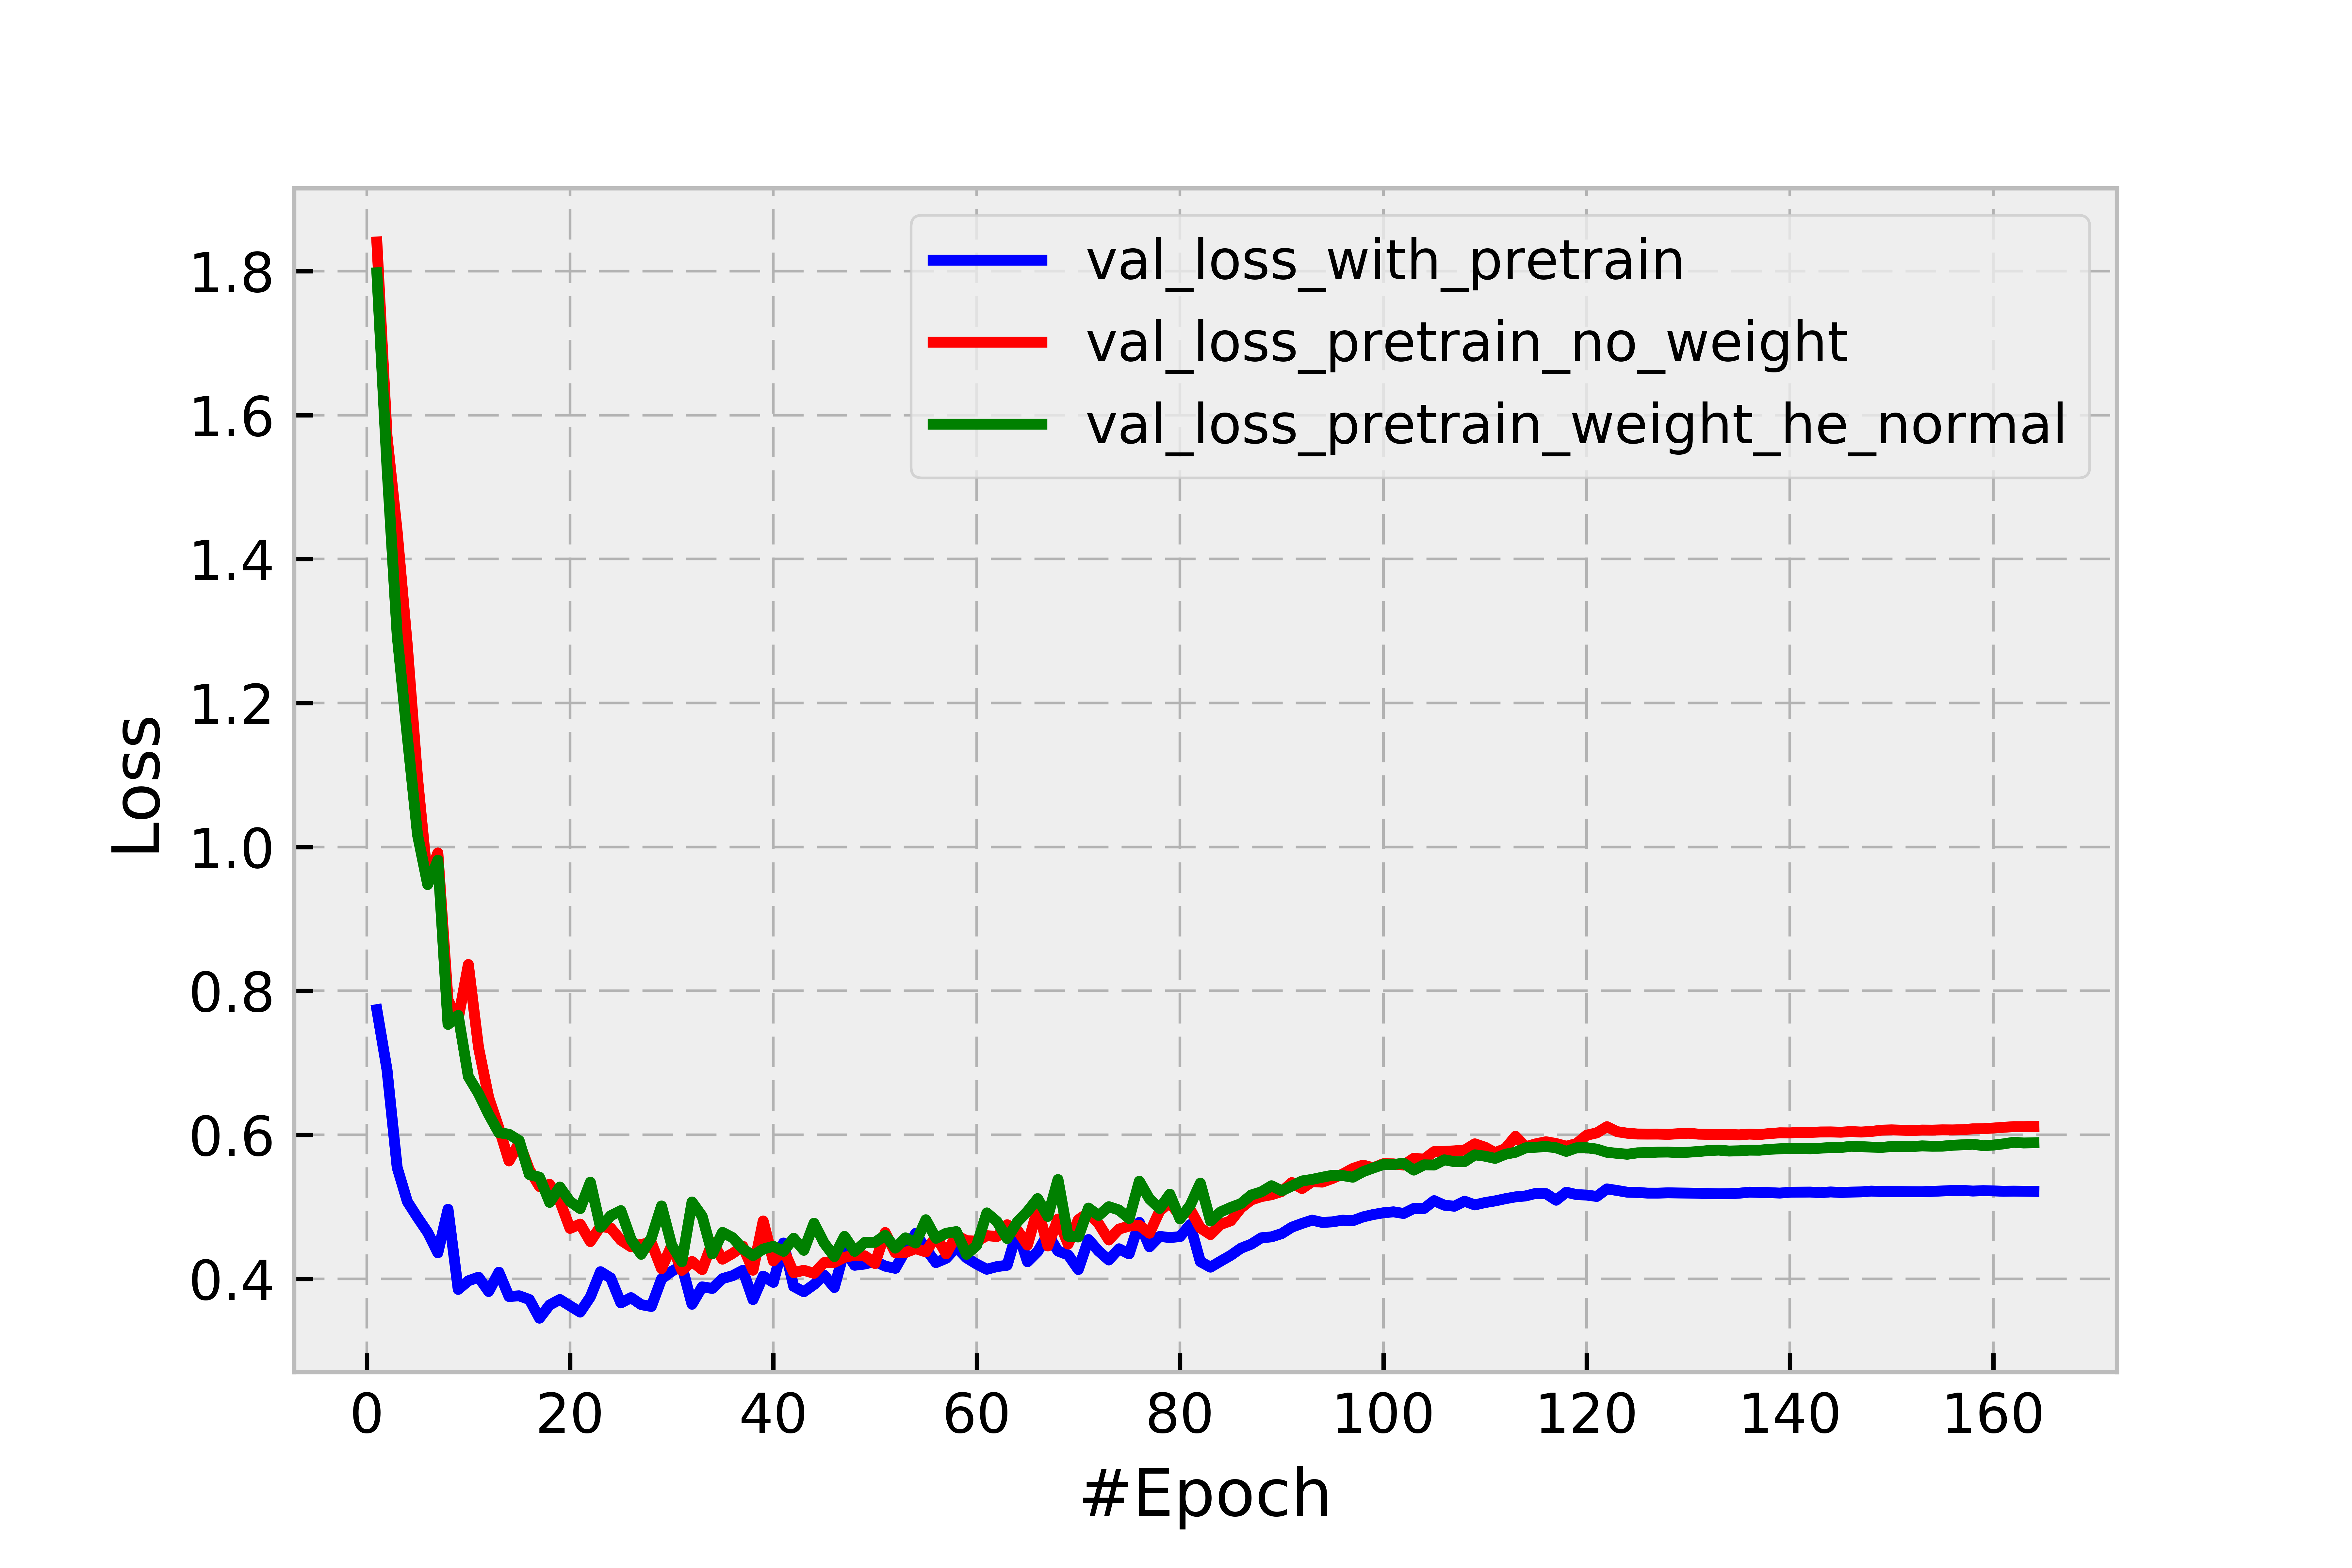 val_loss_with_pretrain
val_loss_pretrain_no_weight
val_loss_pretrain_weight_he_normal
1.8
1.6
1.4
1.2
1.0
0.8
0.6
0.4
Loss
0 20 40 60 80 100 120 140 160
#Epoch